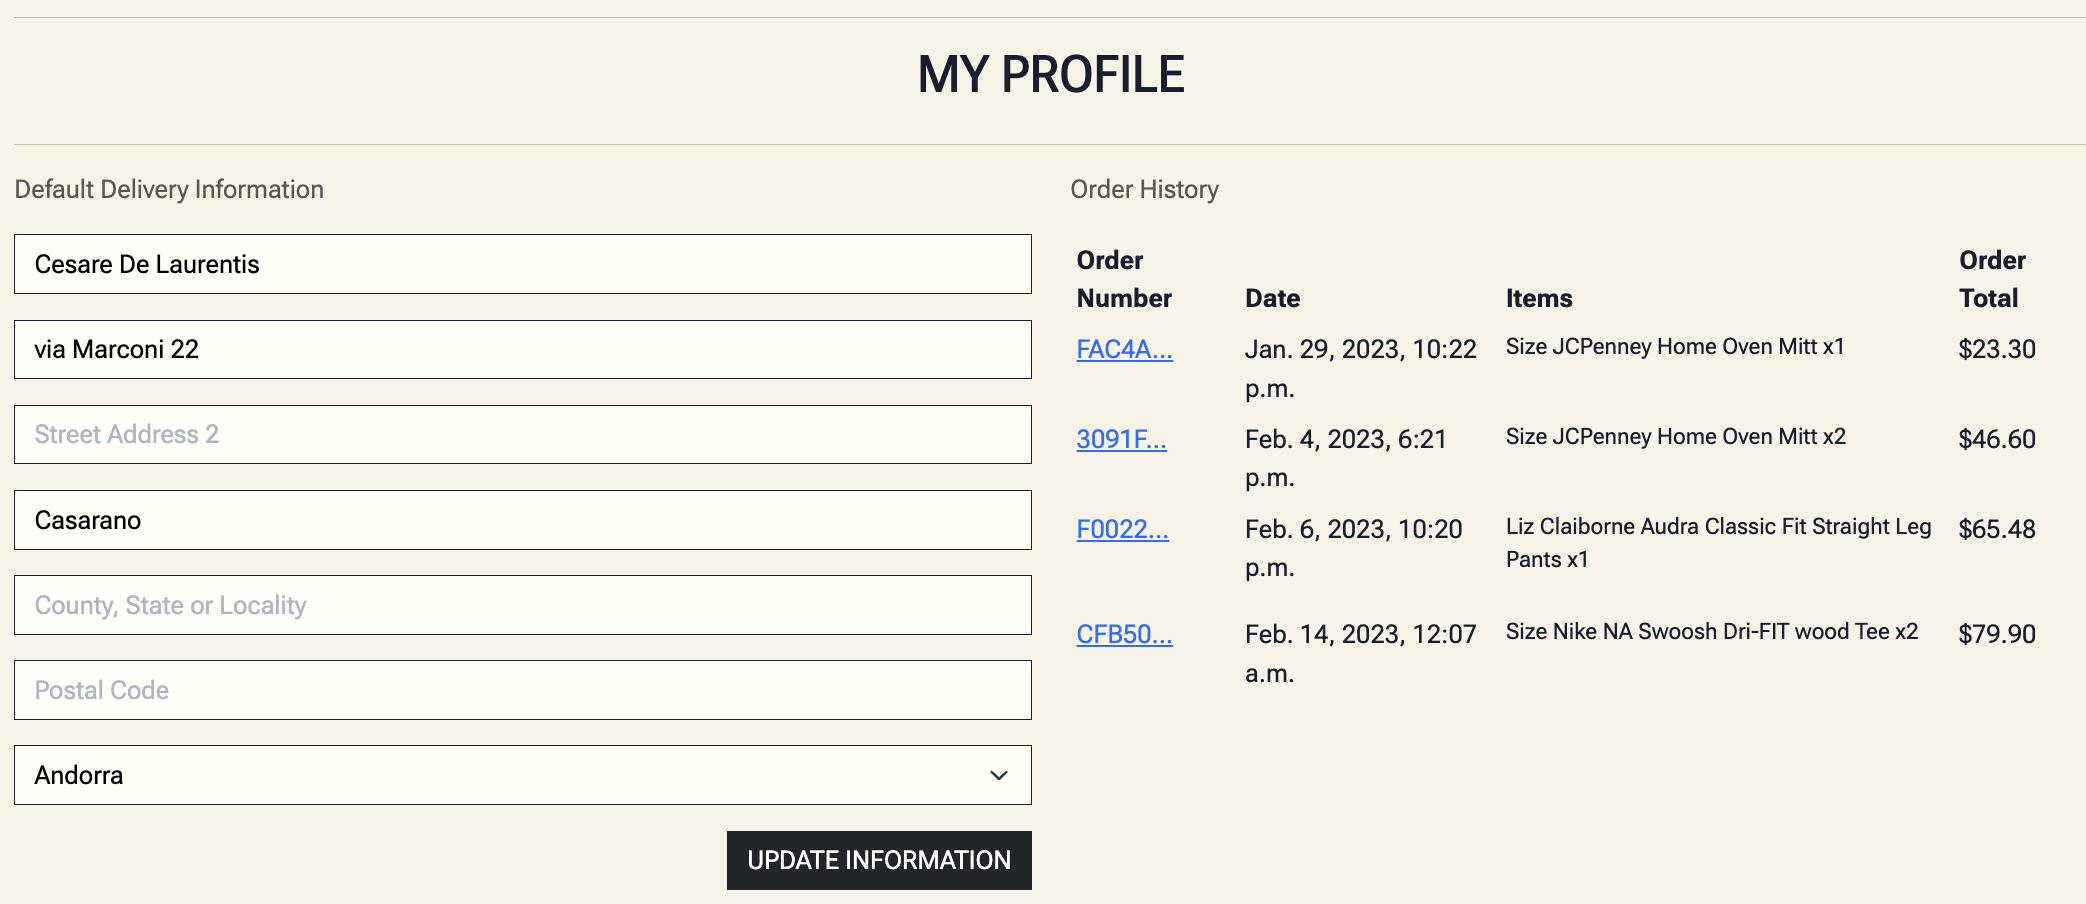 MY PROFILE
Default Delivery Information
Cesare De Laurentis
via Marconi 22
Street Address 2
Casarano
County, State or Locality
Postal Code
Andorra
UPDATE INFORMATION
Order History
Order Number Date Items Order Total
FAC4A... Jan. 29, 2023, 10:22 p.m. Size JCPenney Home Oven Mitt x1 $23.30
3091F... Feb. 4, 2023, 6:21 p.m. Size JCPenney Home Oven Mitt x2 $46.60
F0022... Feb. 6, 2023, 10:20 p.m. Liz Claiborne Audra Classic Fit Straight Leg Pants x1 $65.48
CFB50... Feb. 14, 2023, 12:07 a.m. Size Nike NA Swoosh Dri-FIT wood Tee x2 $79.90